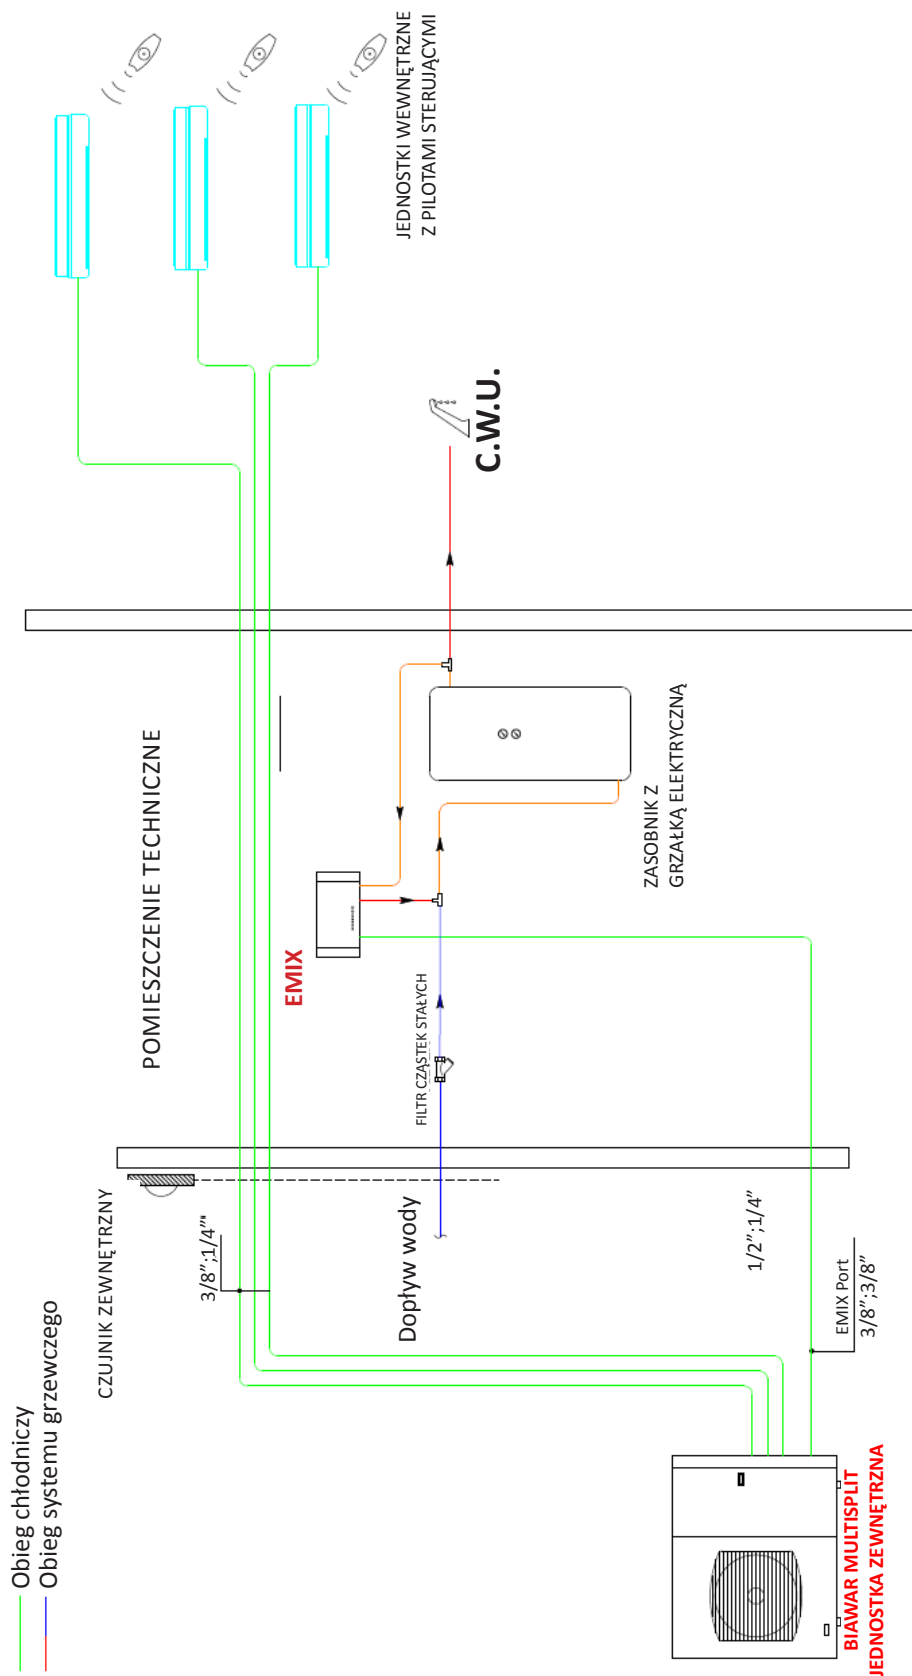 Obieg chłodniczy
Obieg systemu grzewczego
CZUJNIK ZEWNĘTRZNY
POMIESZCZENIE TECHNICZNE
3/8”;1/4”"
EMIX
JEDNOSTKI WEWNĘTRZNE
Z PILOTAMI STERUJĄCYMI
Dopływ wody
FILTR CZĄSTEK STAŁYCH
C.W.U.
ZASOBNIK Z
GRZAŁKĄ ELEKTRYCZNĄ
1/2”;1/4”
EMIX Port
3/8”;3/8”
BIAWAR MULTISPLIT
JEDNOSTKA ZEWNĘTRZNA